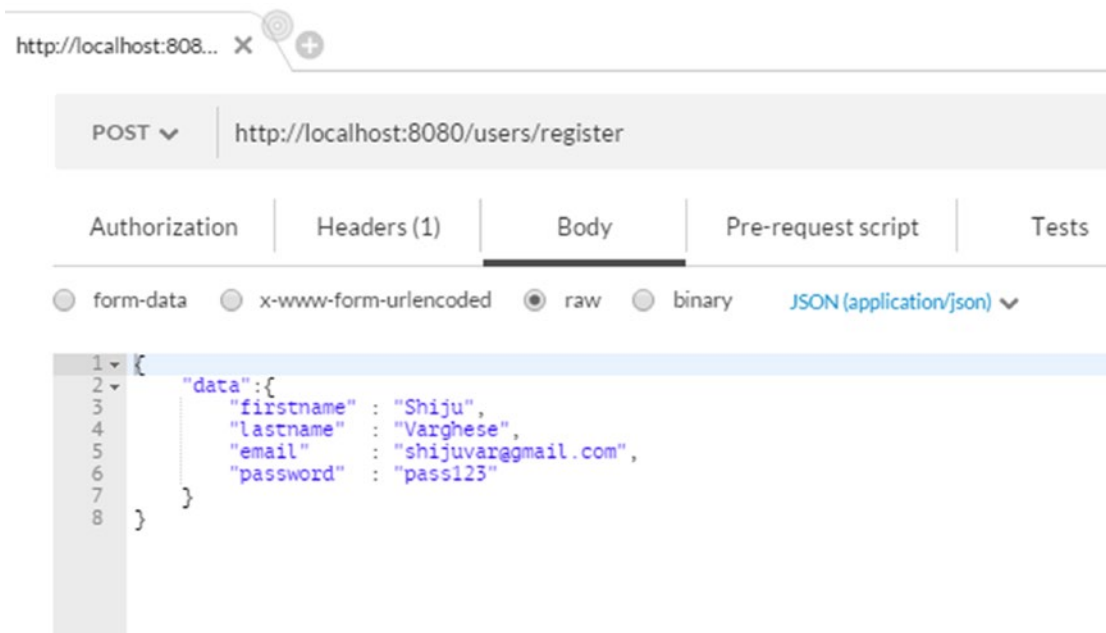 http://localhost:808...
POST http://localhost:8080/users/register
Authorization Headers (1) Body Pre-request script Tests
form-data x-www-form-urlencoded raw binary JSON (application/json)
1 {
2 "data":{
3 "firstname" : "Shiju",
4 "lastname" : "Varghese",
5 "email" : "shijuvar@gmail.com",
6 "password" : "pass123"
7 }
8 }